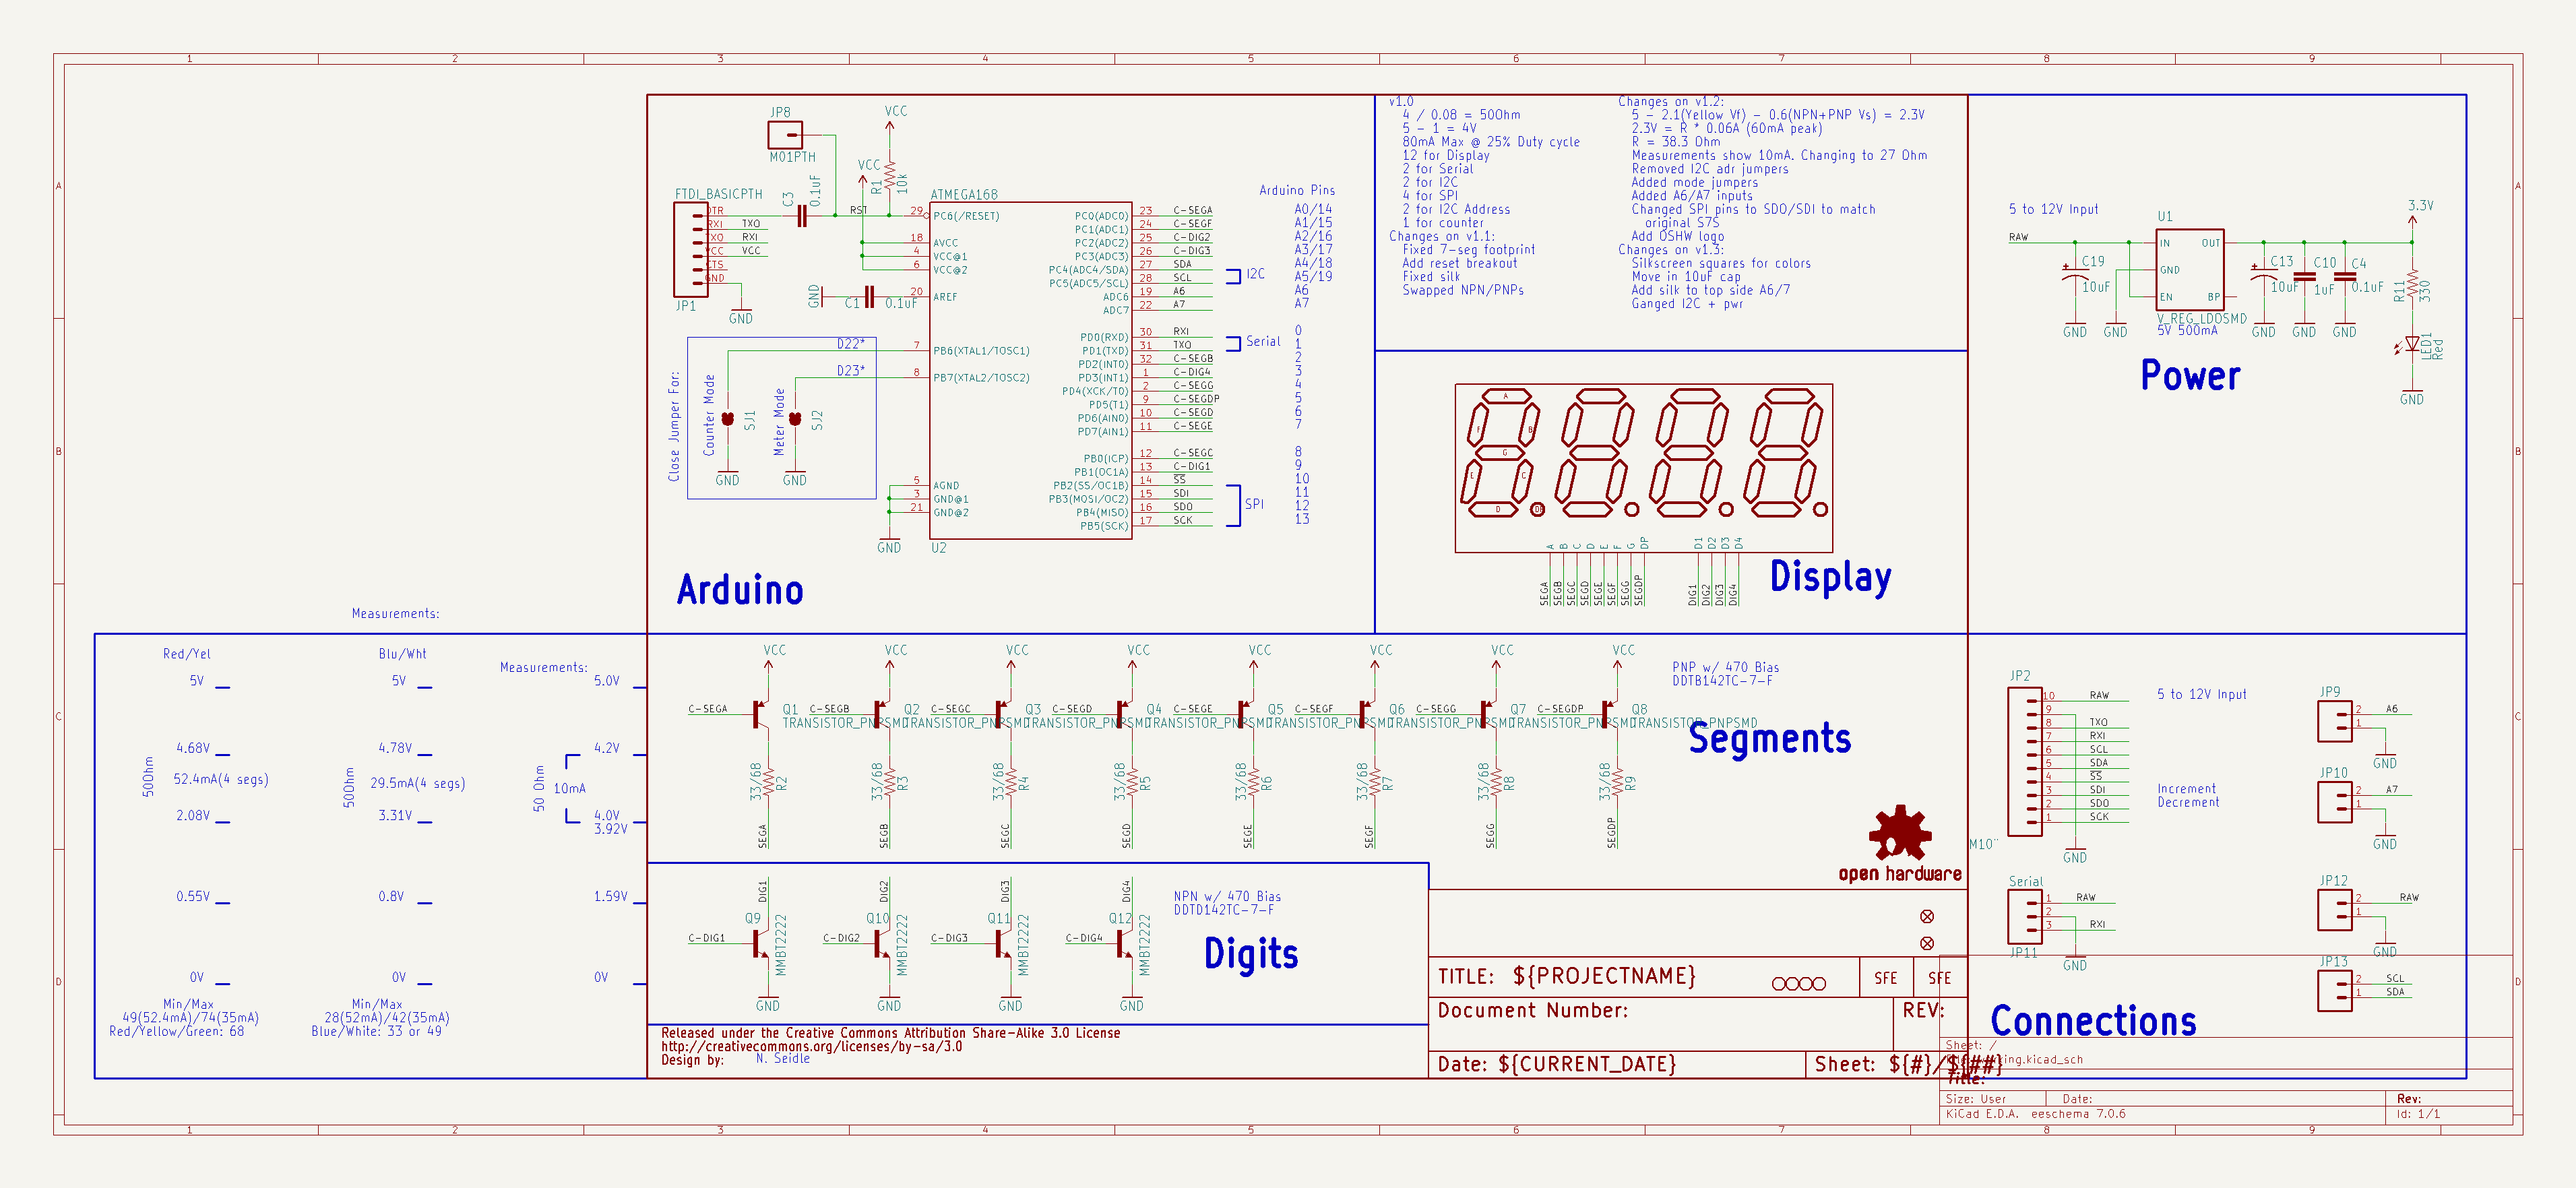 1 2 3 4 5 6 7 8 9
A
B
C
D
JP8
M01PTH
VCC
VCC
R1
10k
C3
0.1uF
RST
FTDI_BASICPTH
DTR
RXI TXO
TXO RXI
VCC VCC
CTS
GND
JP1
GND
GND
C1 0.1uF
ATMEGA168
29 PC6(/RESET)
18 AVCC
4 VCC@1
6 VCC@2
20 AREF
7 PB6(XTAL1/TOSC1)
8 PB7(XTAL2/TOSC2)
5 AGND
3 GND@1
21 GND@2
GND
U2
D22*
D23*
Close Jumper For:
Counter Mode
SJ1
Meter Mode
SJ2
GND
GND
Arduino Pins
PC0(ADC0) 23 C-SEGA A0/14
PC1(ADC1) 24 C-SEGF A1/15
PC2(ADC2) 25 C-DIG2 A2/16
PC3(ADC3) 26 C-DIG3 A3/17
PC4(ADC4/SDA) 27 SDA A4/18
PC5(ADC5/SCL) 28 SCL A5/19
I2C
ADC6 19 A6 A6
ADC7 22 A7 A7
PD0(RXD) 30 RXI 0
PD1(TXD) 31 TXO 1
Serial
PD2(INT0) 32 C-SEGB 2
PD3(INT1) 1 C-DIG4 3
PD4(XCK/T0) 2 C-SEGG 4
PD5(T1) 9 C-SEGDP 5
PD6(AIN0) 10 C-SEGD 6
PD7(AIN1) 11 C-SEGE 7
PB0(ICP) 12 C-SEGC 8
PB1(OC1A) 13 C-DIG1 9
PB2(SS/OC1B) 14 SS 10
PB3(MOSI/OC2) 15 SDI 11
PB4(MISO) 16 SDO 12
PB5(SCK) 17 SCK 13
SPI
Arduino
v1.0
4 / 0.08 = 50Ohm
5 - 1 = 4V
80mA Max @ 25% Duty cycle
12 for Display
2 for Serial
2 for I2C
4 for SPI
2 for I2C Address
1 for counter
Changes on v1.1:
Fixed 7-seg footprint
Add reset breakout
Fixed silk
Swapped NPN/PNPs
Changes on v1.2:
5 - 2.1(Yellow Vf) - 0.6(NPN+PNP Vs) = 2.3V
2.3V = R * 0.06A (60mA peak)
R = 38.3 Ohm
Measurements show 10mA. Changing to 27 Ohm
Removed I2C adr jumpers
Added mode jumpers
Added A6/A7 inputs
Changed SPI pins to SDO/SDI to match
original S7S
Add OSHW logo
Changes on v1.3:
Silkscreen squares for colors
Move in 10uF cap
Add silk to top side A6/7
Ganged I2C + pwr
A
F B
G
E C
D DP
A B C D E F G DP D1 D2 D3 D4
SEGA SEGB SEGC SEGD SEGE SEGF SEGG SEGDP DIG1 DIG2 DIG3 DIG4
Display
5 to 12V Input
RAW
C19
10uF
GND
GND
U1
IN OUT
GND
EN BP
V_REG_LDOSMD
5V 500mA
C13
10uF
C10
1uF
C4
0.1uF
GND GND GND
3.3V
R11
330
LED1
Red
GND
Power
Measurements:
Red/Yel
5V
4.68V
50Ohm
52.4mA(4 segs)
2.08V
0.55V
0V
Min/Max
49(52.4mA)/74(35mA)
Red/Yellow/Green: 68
Blu/Wht
5V
4.78V
50Ohm
29.5mA(4 segs)
3.31V
0.8V
0V
Min/Max
28(52mA)/42(35mA)
Blue/White: 33 or 49
Measurements:
5.0V
4.2V
50 Ohm
10mA
4.0V
3.92V
1.59V
0V
VCC VCC VCC VCC VCC VCC VCC VCC
C-SEGA Q1 C-SEGB Q2 C-SEGC Q3 C-SEGD Q4 C-SEGE Q5 C-SEGF Q6 C-SEGG Q7 C-SEGDP Q8
TRANSISTOR_PNPSMD TRANSISTOR_PNPSMD TRANSISTOR_PNPSMD TRANSISTOR_PNPSMD TRANSISTOR_PNPSMD TRANSISTOR_PNPSMD TRANSISTOR_PNPSMD TRANSISTOR_PNPSMD
33/68 R2 33/68 R3 33/68 R4 33/68 R5 33/68 R6 33/68 R7 33/68 R8 33/68 R9
SEGA SEGB SEGC SEGD SEGE SEGF SEGG SEGDP
PNP w/ 470 Bias
DDTB142TC-7-F
Segments
open hardware
DIG1 DIG2 DIG3 DIG4
Q9 Q10 Q11 Q12
C-DIG1 C-DIG2 C-DIG3 C-DIG4
MMBT2222 MMBT2222 MMBT2222 MMBT2222
GND GND GND GND
NPN w/ 470 Bias
DDTD142TC-7-F
Digits
Released under the Creative Commons Attribution Share-Alike 3.0 License
http://creativecommons.org/licenses/by-sa/3.0
Design by: N. Seidle
TITLE: ${PROJECTNAME}
SFE SFE
Document Number:
REV:
Date: ${CURRENT_DATE}
Sheet: ${#}/${##}
JP2
10 RAW
9
8 TXO
7 RXI
6 SCL
5 SDA
4 SS
3 SDI
2 SDO
1 SCK
M10"
GND
5 to 12V Input
Increment
Decrement
Serial
1 RAW
2
3 RXI
JP11
GND
JP9
2 A6
1
GND
JP10
2 A7
1
GND
JP12
2 RAW
1
GND
JP13
2 SCL
1 SDA
Connections
Sheet: /
Title:
Size: User Date: Rev:
KiCad E.D.A. eeschema 7.0.6 Id: 1/1
1 2 3 4 5 6 7 8 9